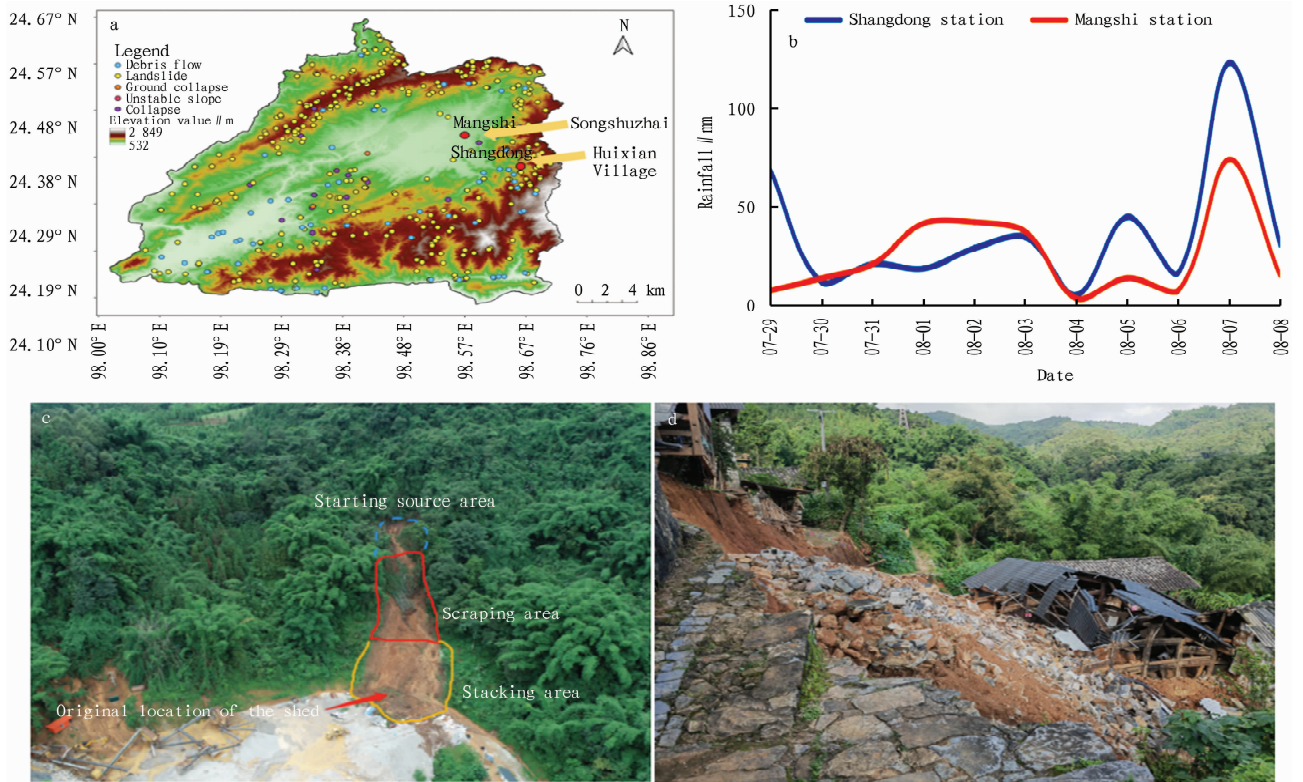 a
24.67° N
24.57° N
24.48° N
24.38° N
24.29° N
24.19° N
24.10° N
Legend
Debris flow
Landslide
Ground collapse
Unstable slope
Collapse
Elevation value∥m
2 849
532
N
Mangshi
Songshuzhai
Shangdong
Huixian
Village
0 2 4 km
98.00° E
98.10° E
98.19° E
98.29° E
98.38° E
98.48° E
98.57° E
98.67° E
98.76° E
98.86° E
b
Shangdong station
Mangshi station
Rainfall∥mm
150
100
50
0
07-29
07-30
07-31
08-01
08-02
08-03
08-04
08-05
08-06
08-07
08-08
Date
c
Starting source area
Scraping area
Stacking area
Original location of the shed
d